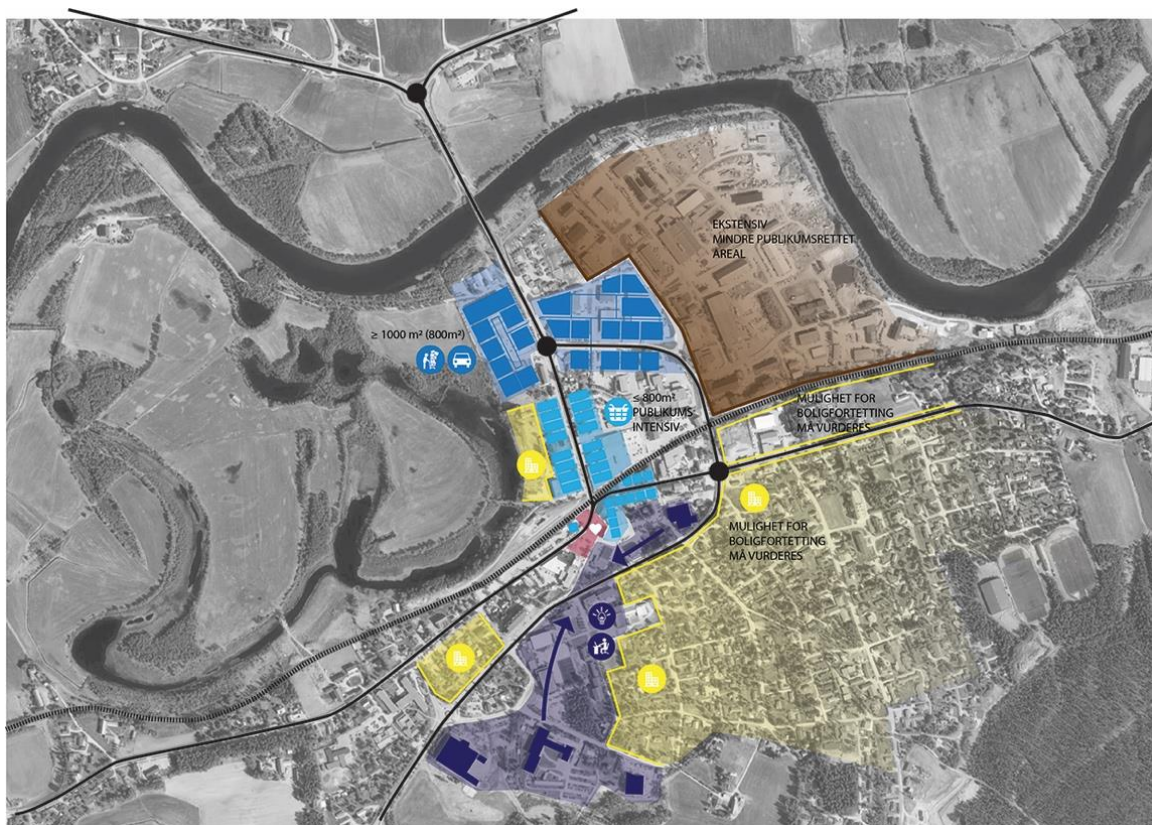 EKSTENSIV
MINDRE PUBLIKUMSRETTET
AREAL
≥ 1000 m² (800m²)
≤ 800m²
PUBLIKUMS-
INTENSIV
MULIGHET FOR
BOLIGFORTETTING
MÅ VURDERES
MULIGHET FOR
BOLIGFORTETTING
MÅ VURDERES